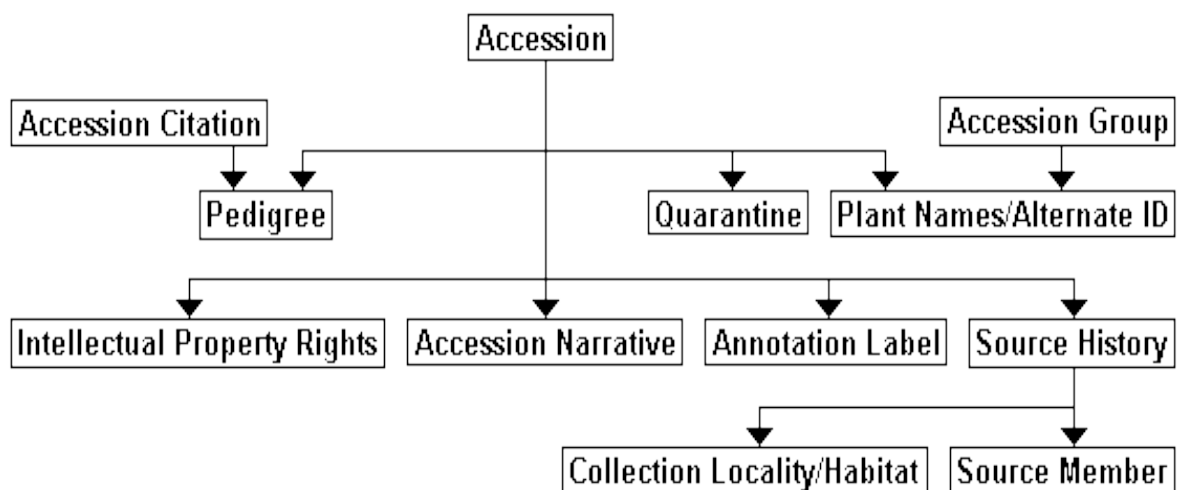 Accession
Accession Citation
Accession Group
Pedigree
Quarantine
Plant Names/Alternate ID
Intellectual Property Rights
Accession Narrative
Annotation Label
Source History
Collection Locality/Habitat
Source Member